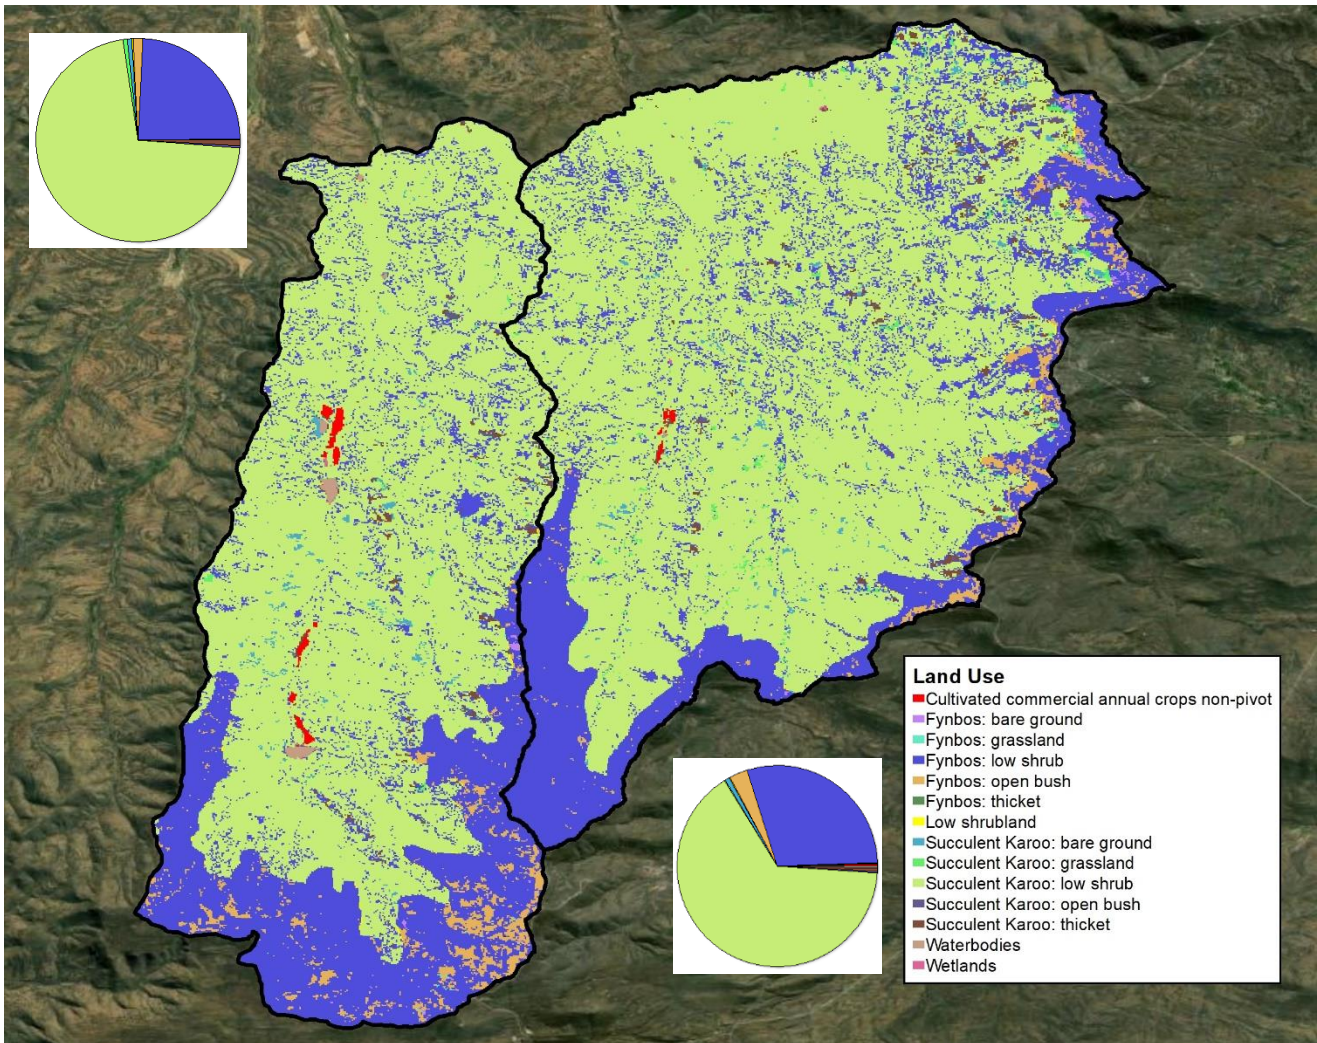 Land Use
Cultivated commercial annual crops non-pivot
Fynbos: bare ground
Fynbos: grassland
Fynbos: low shrub
Fynbos: open bush
Fynbos: thicket
Low shrubland
Succulent Karoo: bare ground
Succulent Karoo: grassland
Succulent Karoo: low shrub
Succulent Karoo: open bush
Succulent Karoo: thicket
Waterbodies
Wetlands